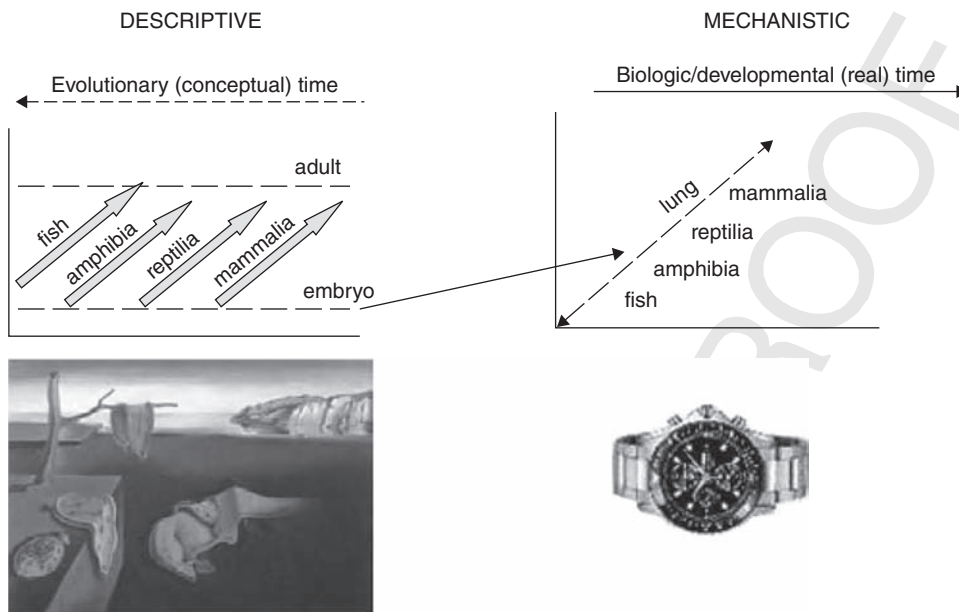 DESCRIPTIVE
Evolutionary (conceptual) time
adult
fish
amphibia
reptilia
mammalia
embryo
MECHANISTIC
Biologic/developmental (real) time
lung
mammalia
reptilia
amphibia
fish
ROOF